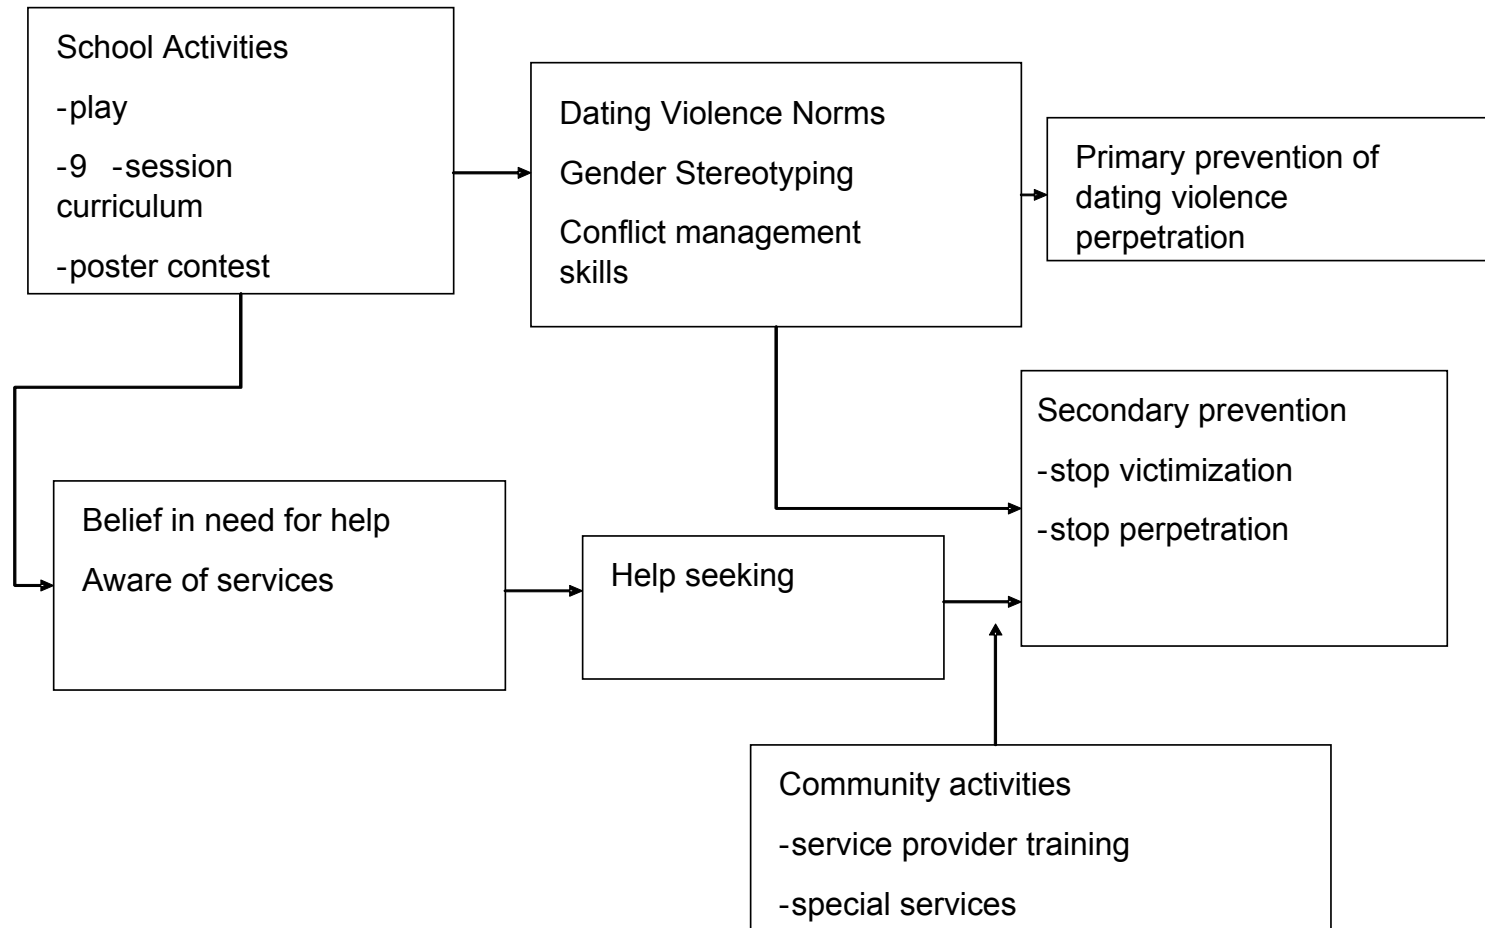 School Activities
-play
-9 -session
curriculum
-poster contest
Dating Violence Norms
Gender Stereotyping
Conflict management
skills
Primary prevention of
dating violence
perpetration
Secondary prevention
-stop victimization
-stop perpetration
Belief in need for help
Aware of services
Help seeking
Community activities
-service provider training
-special services